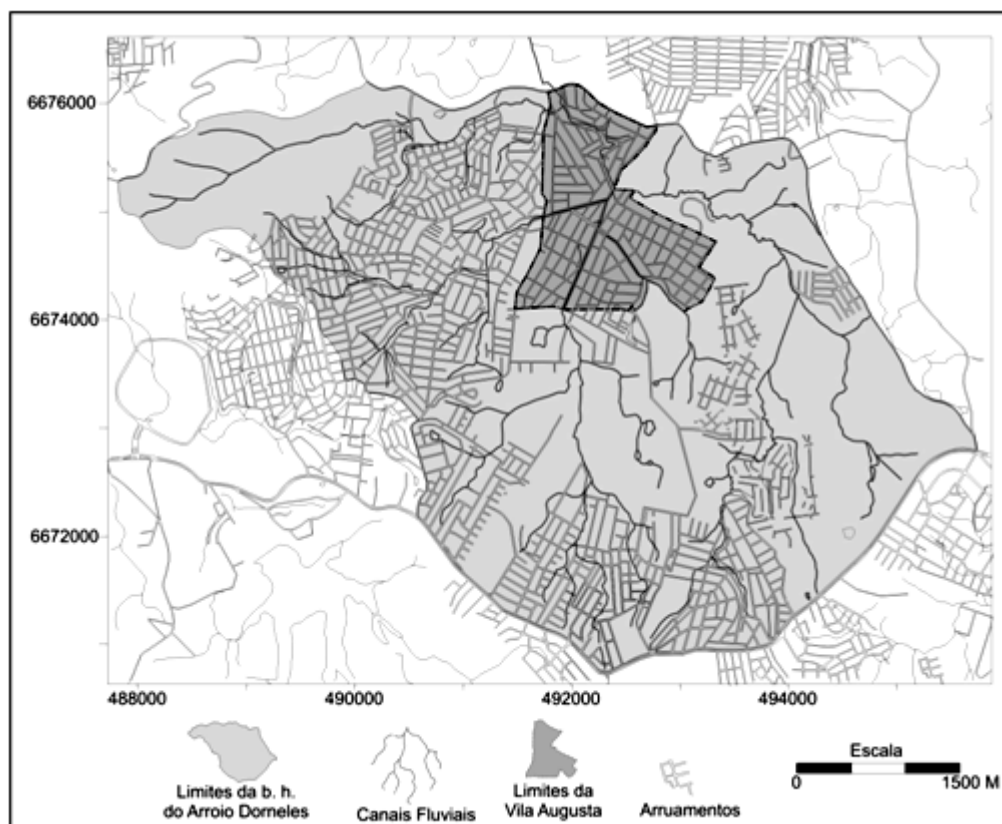 6676000
6674000
6672000
488000 490000 492000 494000
Escala
0 1500 M
Limites da b. h.
do Arroio Dorneles
Canais Fluviais
Limites da
Vila Augusta
Arruamentos